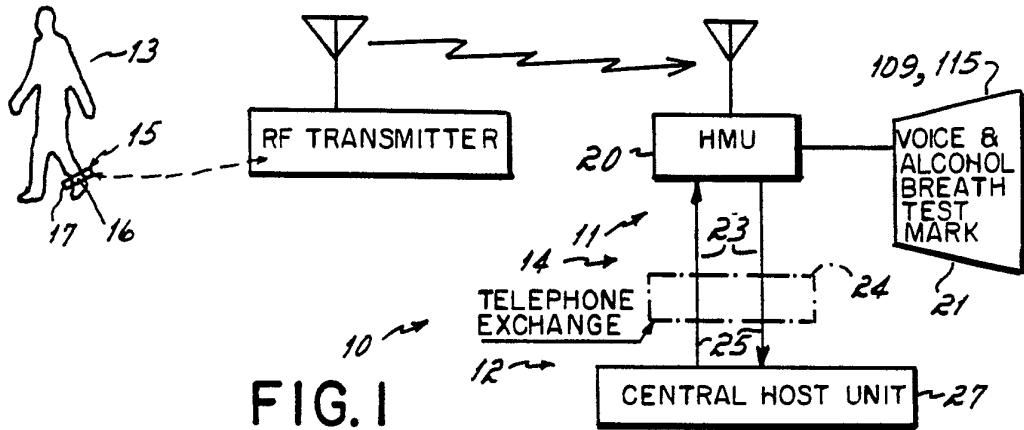 13
109, 115
RF TRANSMITTER
HMU
20
VOICE &
ALCOHOL
BREATH
TEST
MARK
15
17
16
11
23
14
24
21
TELEPHONE
EXCHANGE
10
25
12
FIG. 1
CENTRAL HOST UNIT
27